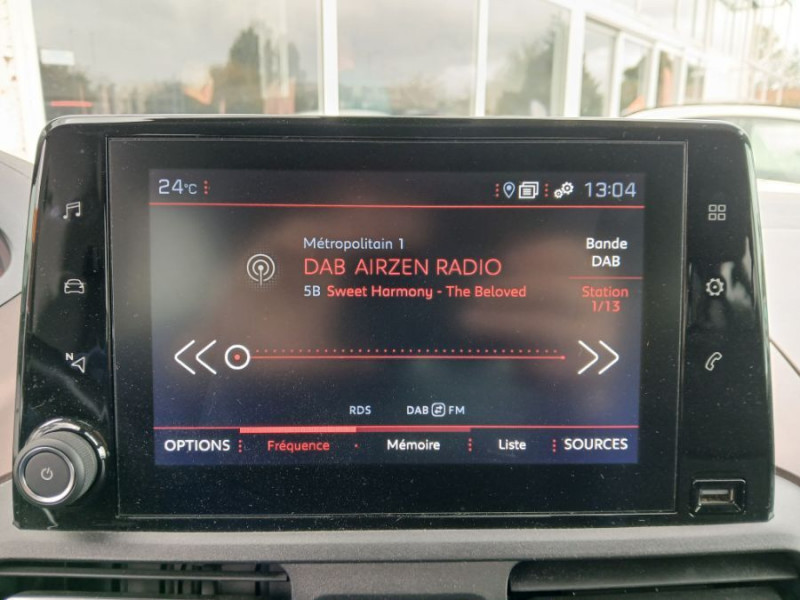 24°C
13:04
Métropolitain 1
DAB AIRZEN RADIO
5B Sweet Harmony - The Beloved
Bande
DAB
Station
1/13
N
RDS
DAB FM
OPTIONS Fréquence Mémoire Liste SOURCES